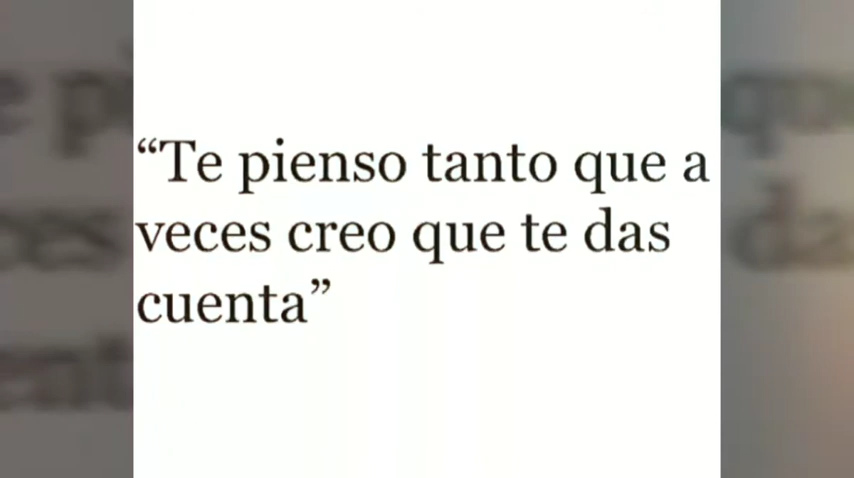 “Te pienso tanto que a
veces creo que te das
cuenta”